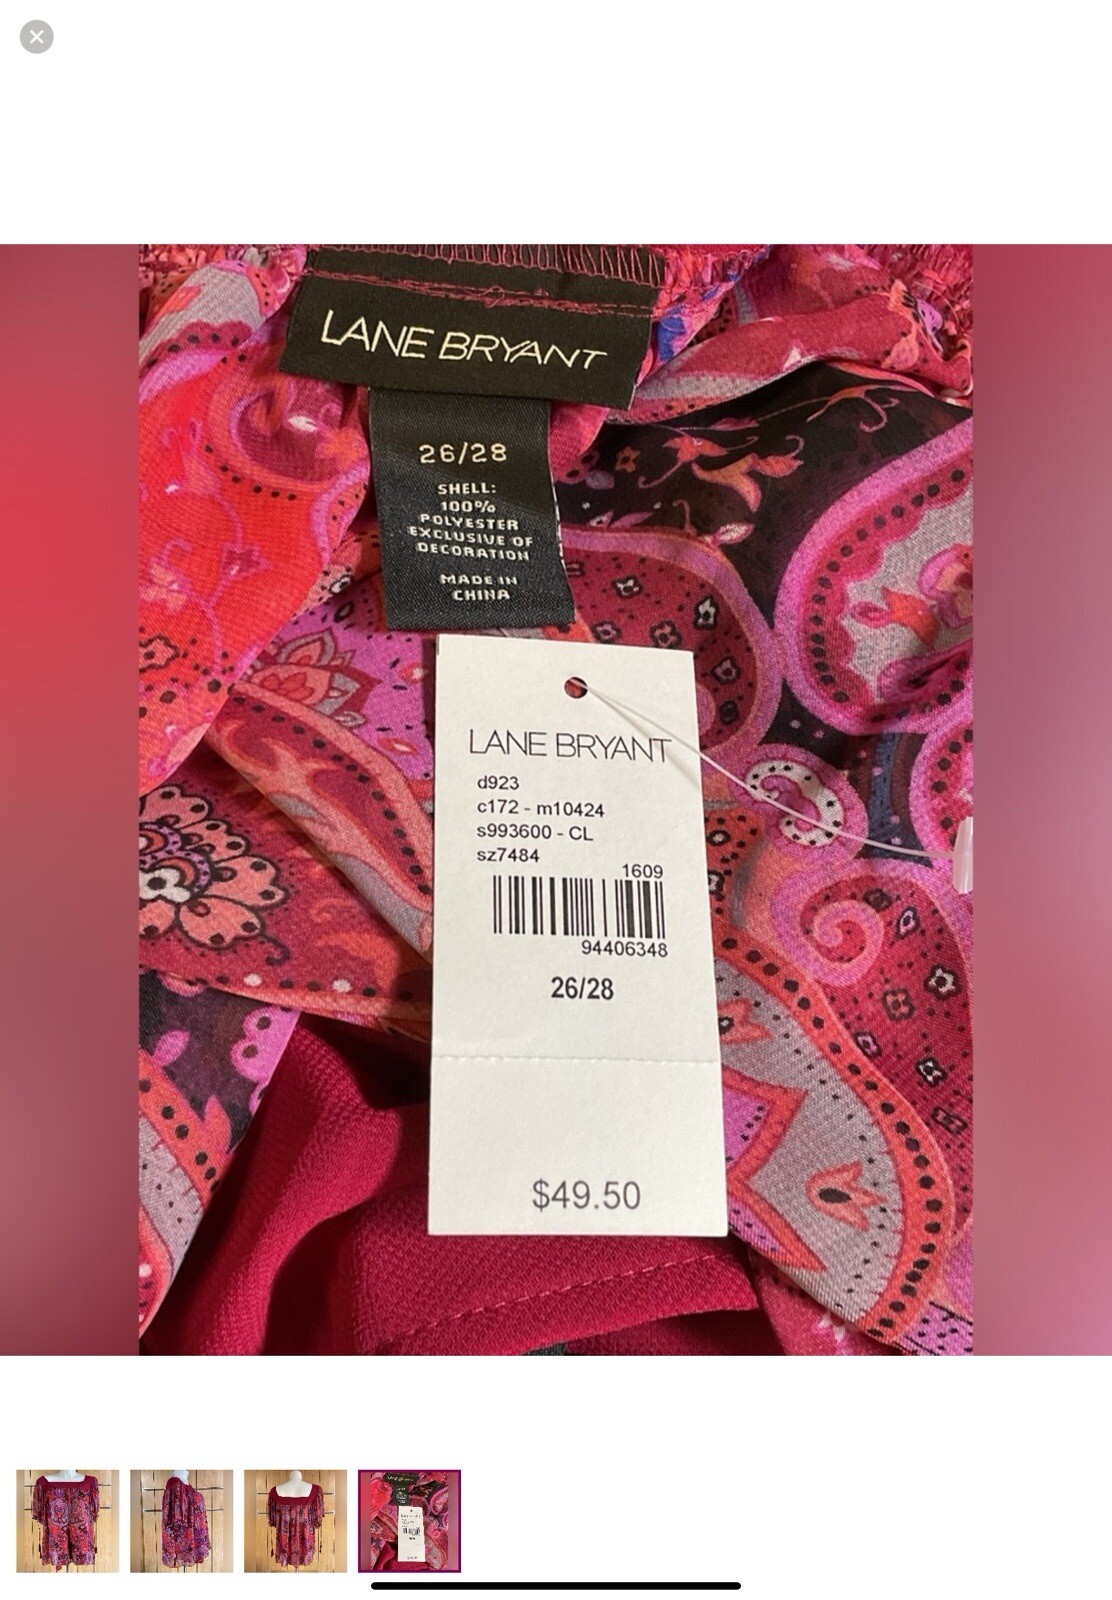 LANE BRYANT
26/28
SHELL:
100%
POLYESTER
EXCLUSIVE OF
DECORATION
MADE IN
CHINA
LANE BRYANT
d923
c172 - m10424
s993600 - CL
sz7484
1609
94406348
26/28
$49.50